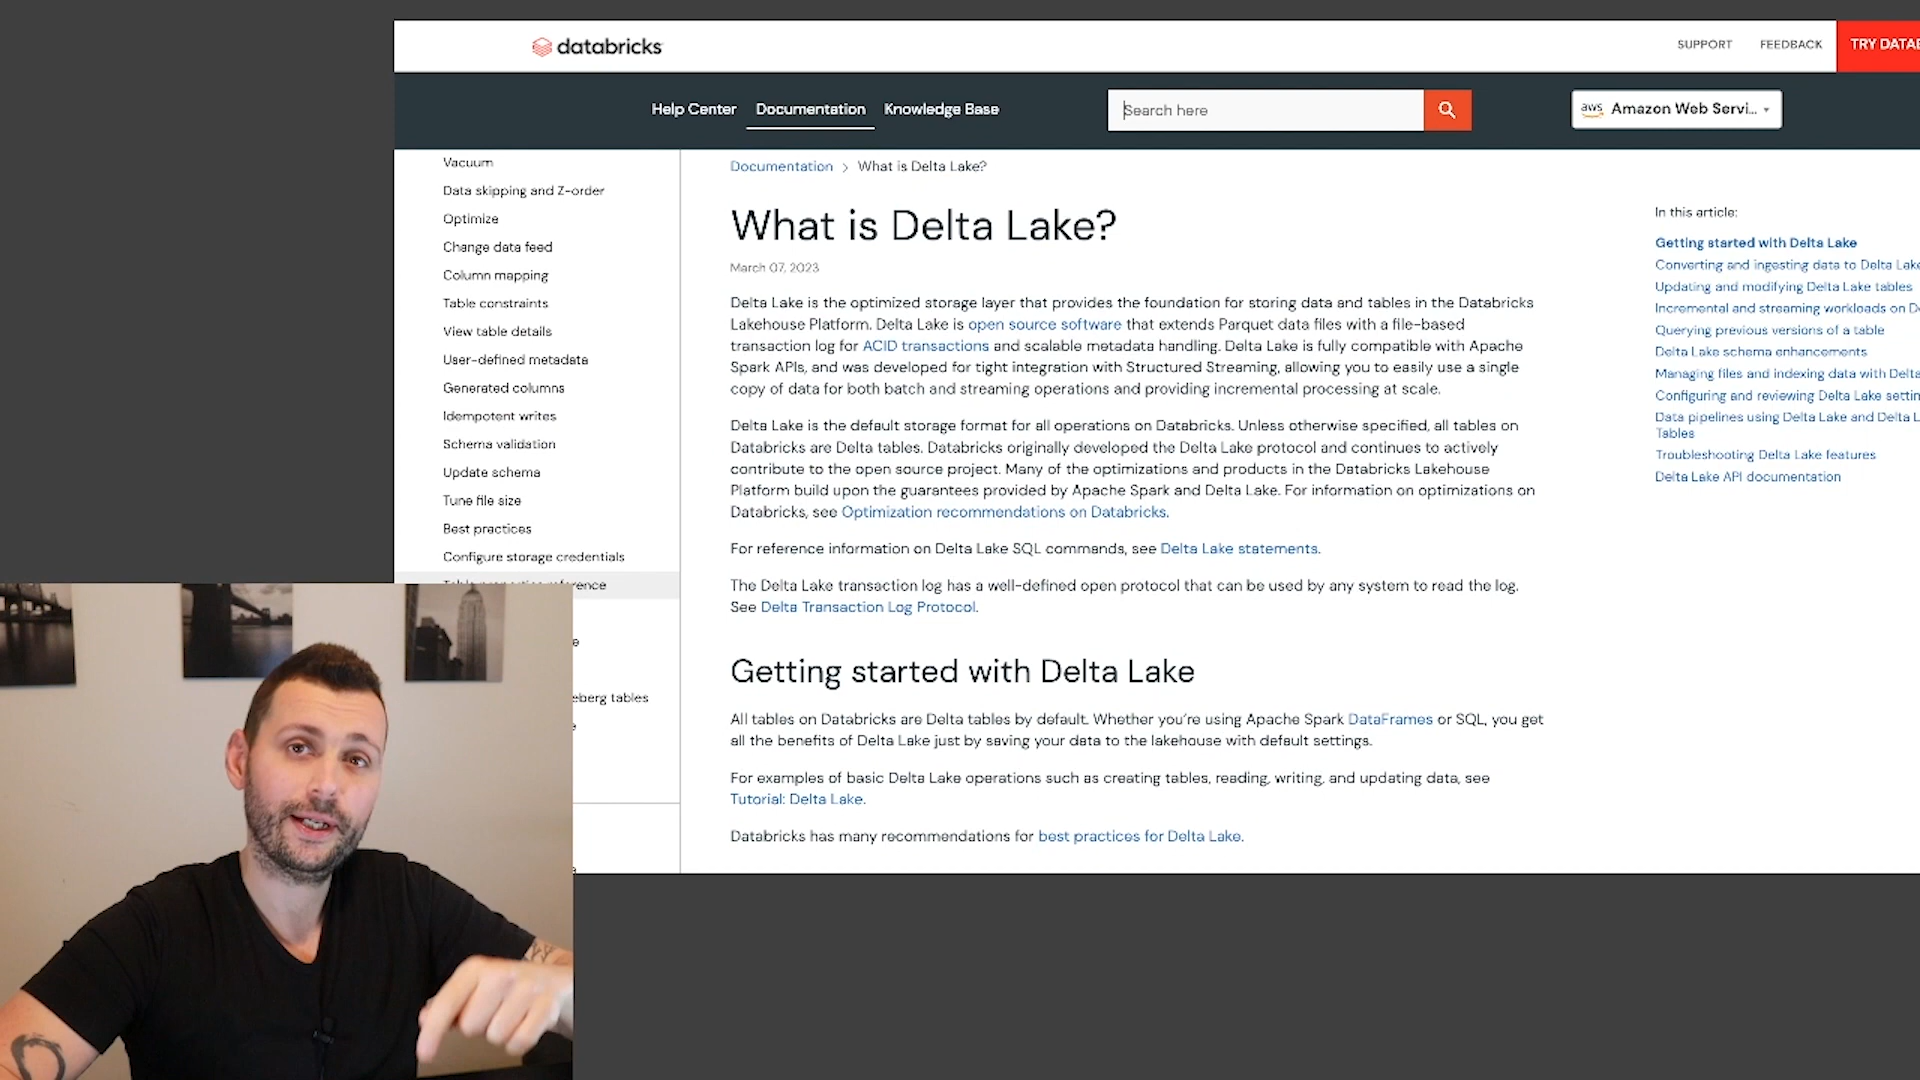 databricks
SUPPORT
FEEDBACK
TRY DATAB
Help Center
Documentation
Knowledge Base
Search here
aws Amazon Web Servi...
Vacuum
Data skipping and Z-order
Optimize
Change data feed
Column mapping
Table constraints
View table details
User-defined metadata
Generated columns
Idempotent writes
Schema validation
Update schema
Tune file size
Best practices
Configure storage credentials
Table properties reference
eberg tables
Documentation > What is Delta Lake?
What is Delta Lake?
March 07, 2023
Delta Lake is the optimized storage layer that provides the foundation for storing data and tables in the Databricks
Lakehouse Platform. Delta Lake is open source software that extends Parquet data files with a file-based
transaction log for ACID transactions and scalable metadata handling. Delta Lake is fully compatible with Apache
Spark APIs, and was developed for tight integration with Structured Streaming, allowing you to easily use a single
copy of data for both batch and streaming operations and providing incremental processing at scale.
Delta Lake is the default storage format for all operations on Databricks. Unless otherwise specified, all tables on
Databricks are Delta tables. Databricks originally developed the Delta Lake protocol and continues to actively
contribute to the open source project. Many of the optimizations and products in the Databricks Lakehouse
Platform build upon the guarantees provided by Apache Spark and Delta Lake. For information on optimizations on
Databricks, see Optimization recommendations on Databricks.
For reference information on Delta Lake SQL commands, see Delta Lake statements.
The Delta Lake transaction log has a well-defined open protocol that can be used by any system to read the log.
See Delta Transaction Log Protocol.
Getting started with Delta Lake
All tables on Databricks are Delta tables by default. Whether you're using Apache Spark DataFrames or SQL, you get
all the benefits of Delta Lake just by saving your data to the lakehouse with default settings.
For examples of basic Delta Lake operations such as creating tables, reading, writing, and updating data, see
Tutorial: Delta Lake.
Databricks has many recommendations for best practices for Delta Lake.
In this article:
Getting started with Delta Lake
Converting and ingesting data to Delta Lake
Updating and modifying Delta Lake tables
Incremental and streaming workloads on D
Querying previous versions of a table
Delta Lake schema enhancements
Managing files and indexing data with Delta
Configuring and reviewing Delta Lake settin
Data pipelines using Delta Lake and Delta L
Tables
Troubleshooting Delta Lake features
Delta Lake API documentation